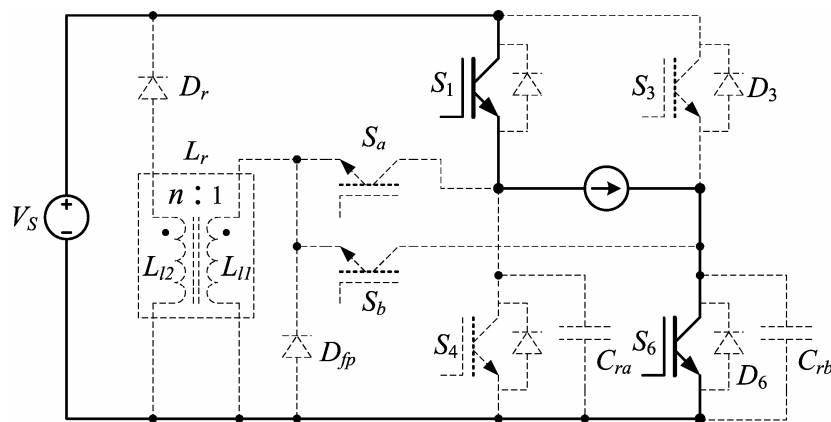 D_r
S_1
S_3
D_3
S_a
L_r
n : 1
V_S
+
−
L_l2
L_l1
S_b
D_fp
S_4
C_ra
S_6
D_6
C_rb